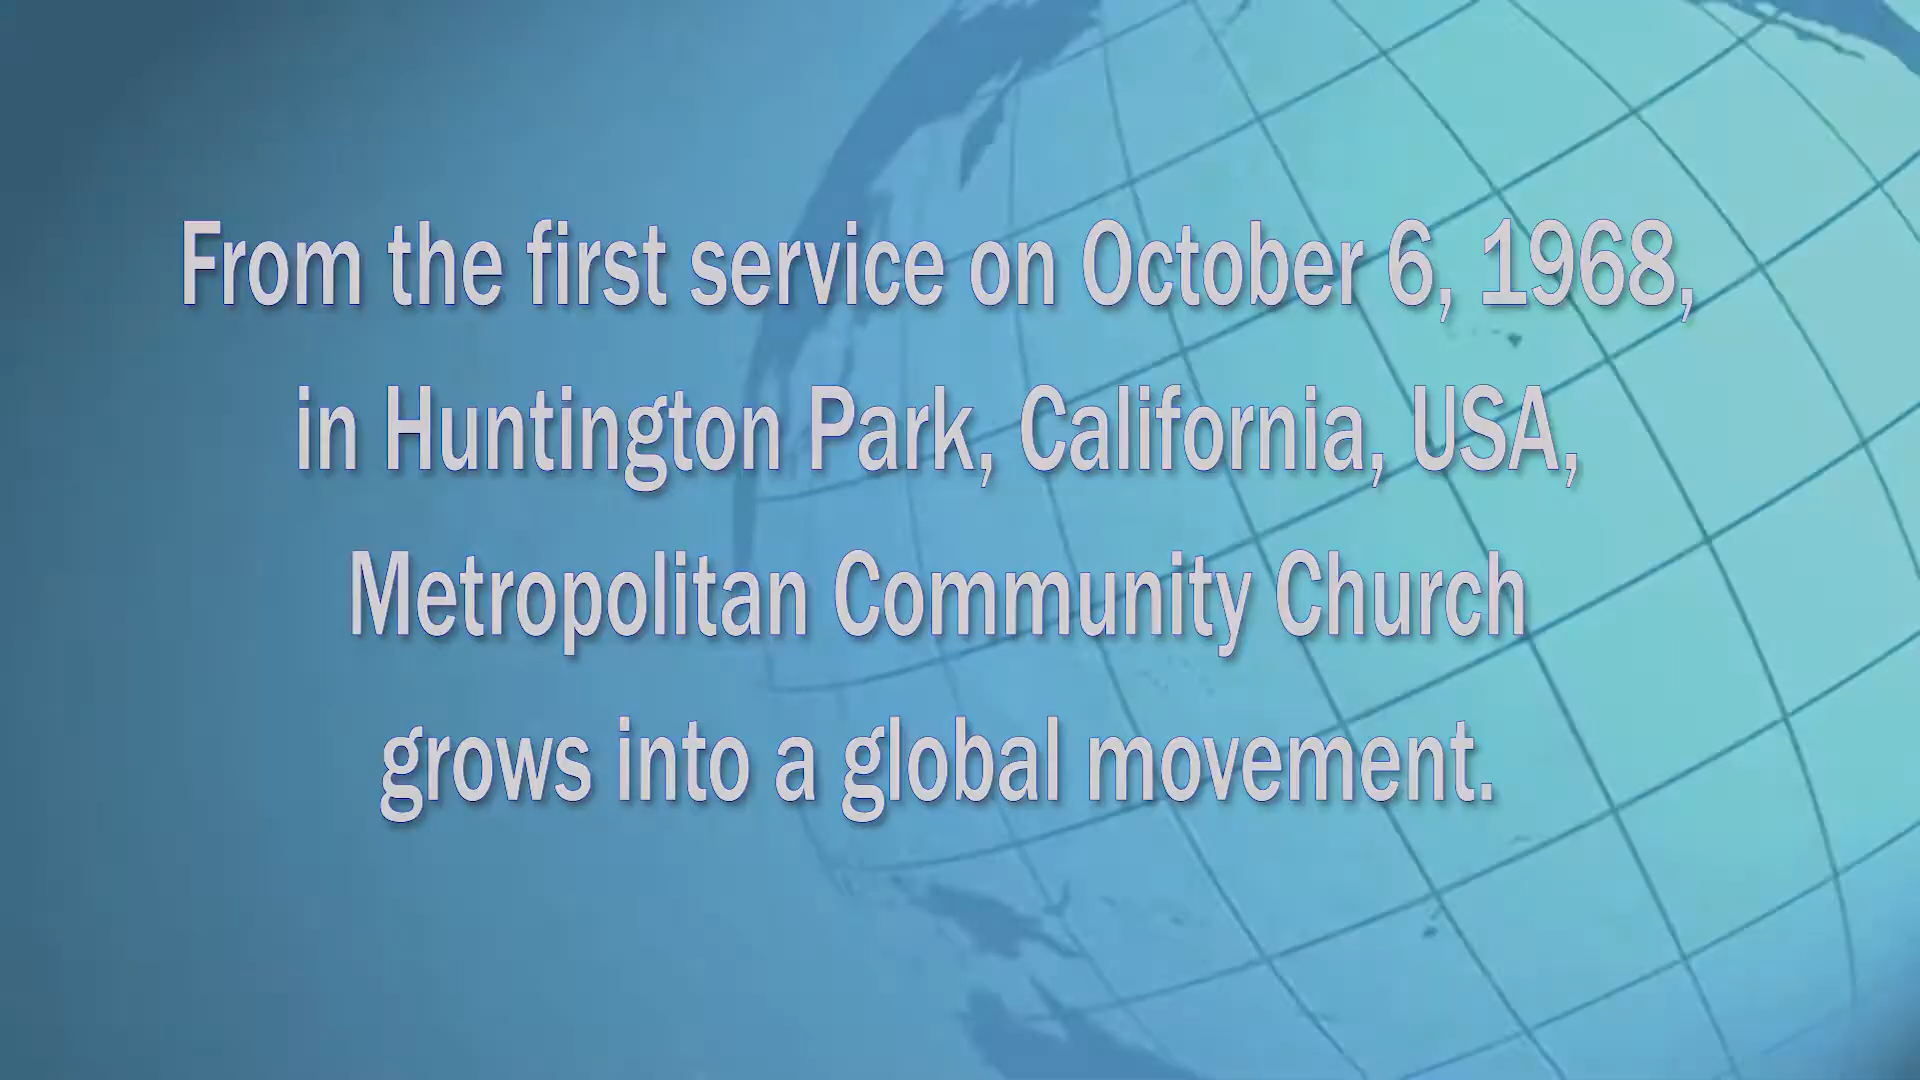 From the first service on October 6, 1968,
in Huntington Park, California, USA,
Metropolitan Community Church
grows into a global movement.